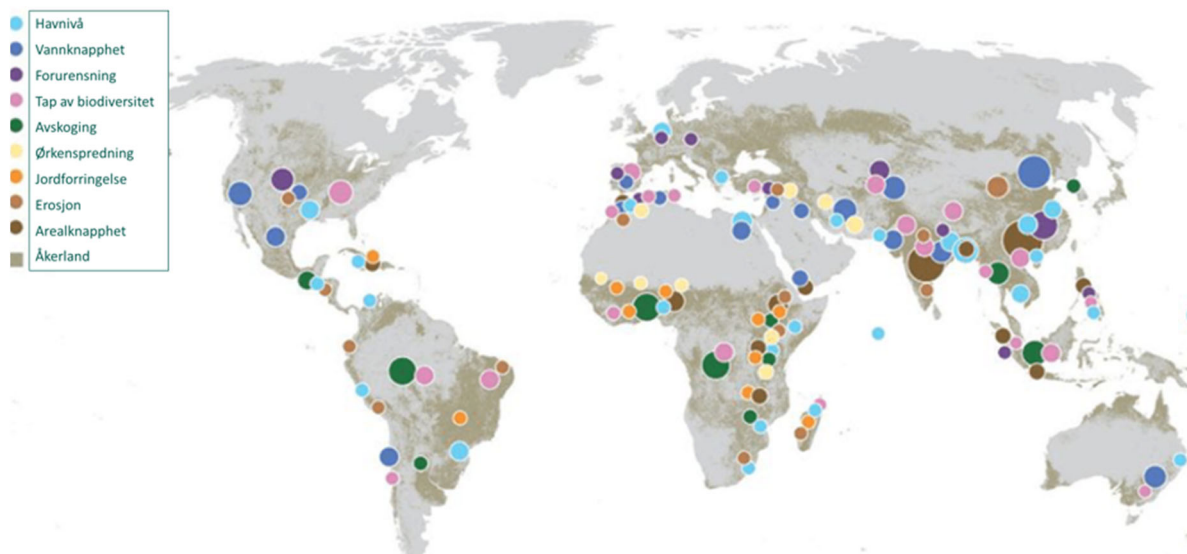 Havnivå
Vannknapphet
Forurensning
Tap av biodiversitet
Avskoging
Ørkenspredning
Jordforringelse
Erosjon
Arealknapphet
Åkerland